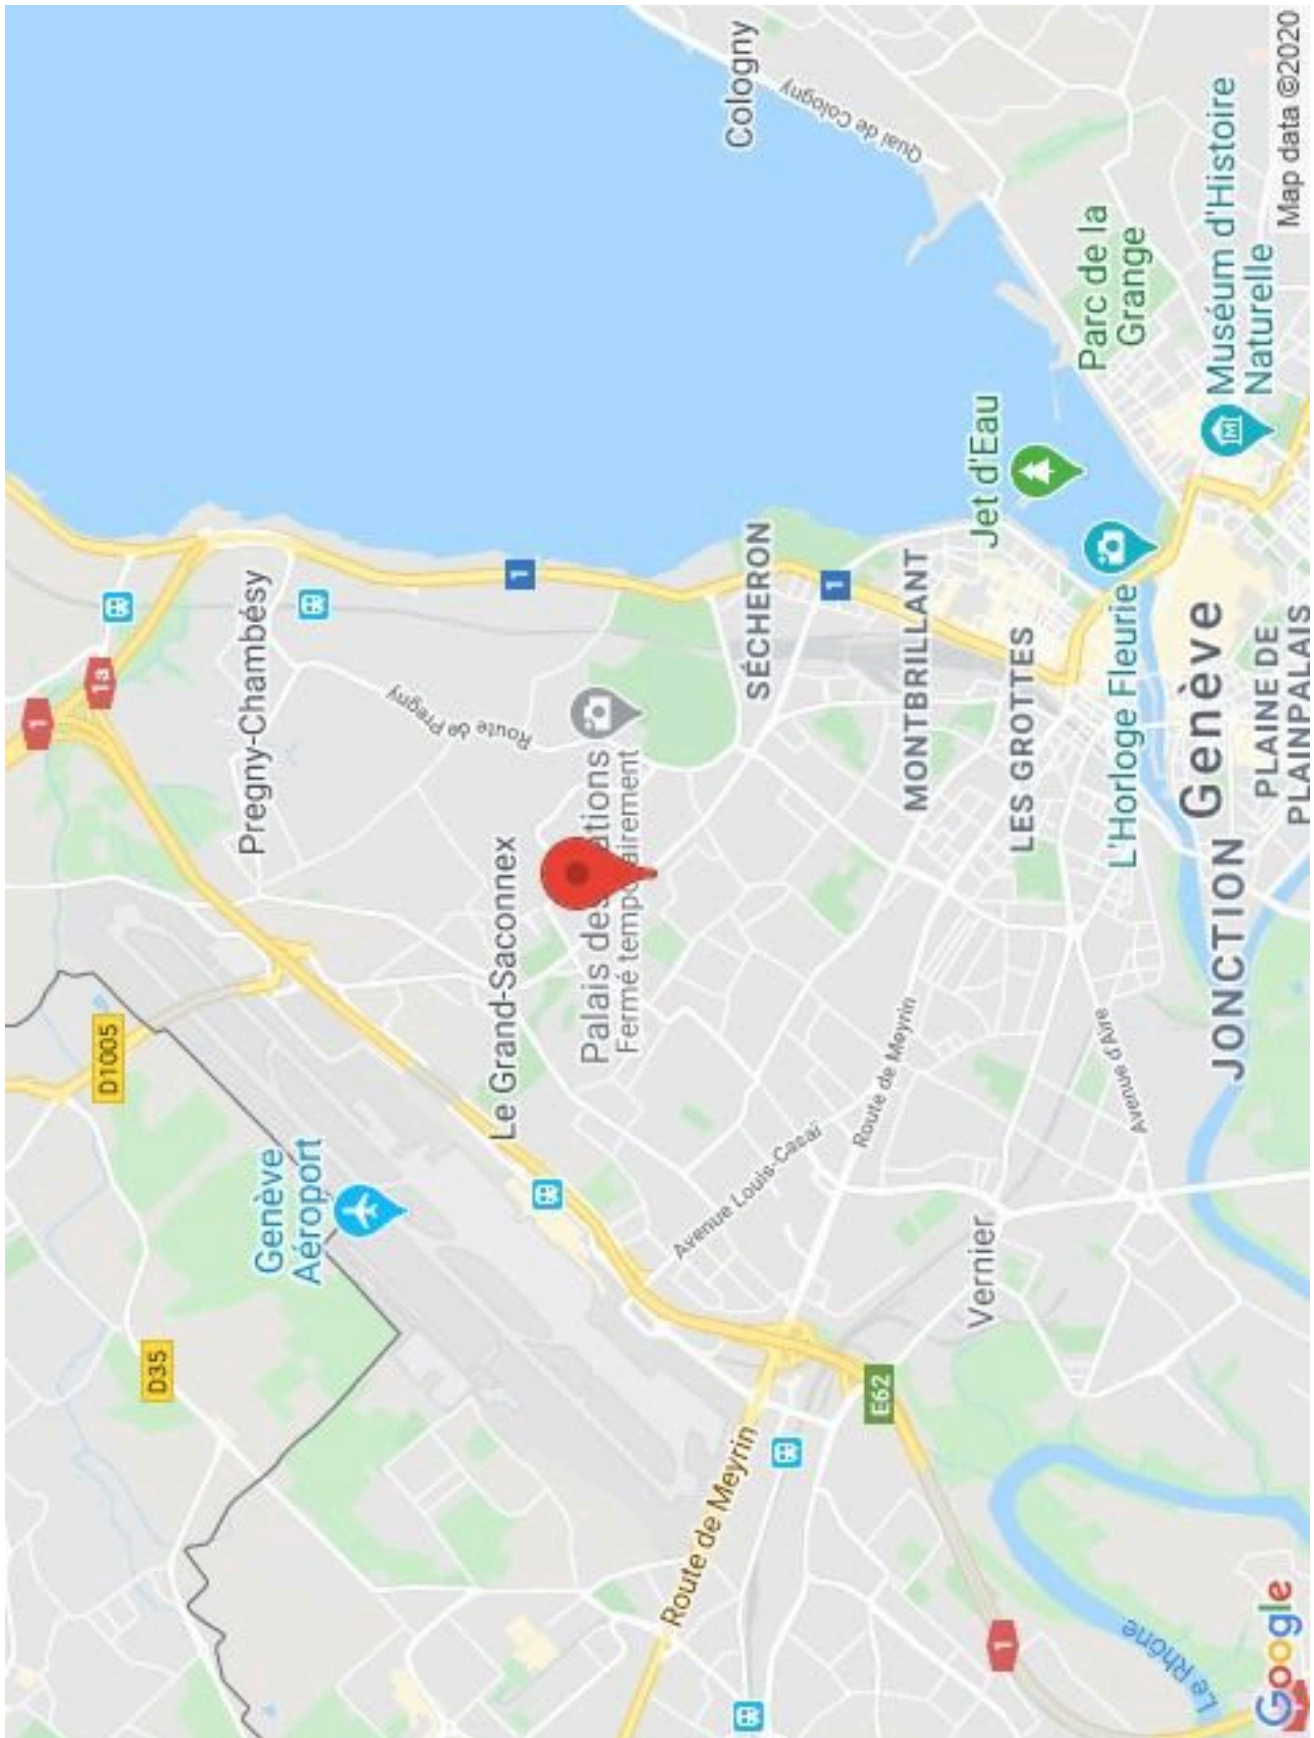 Cologny
Quai de Cologny
Pregny-Chambésy
Route de Pregny
1
1a
1
D1005
Genève
Aéroport
D35
Le Grand-Saconnex
Palais des
ations
Fermé
airement
SÉCHERON
1
MONTBRILLANT
LES GROTTES
Jet d'Eau
Parc de la
Grange
L'Horloge Fleurie
Muséum d'Histoire
Naturelle
Genève
PLAINE DE
PLAINPALAIS
JONCTION
Avenue Louis-Casaï
Route de Meyrin
Avenue d'Aïre
Vernier
Route de Meyrin
E62
1
Le Rhône
Google
Map data ©2020